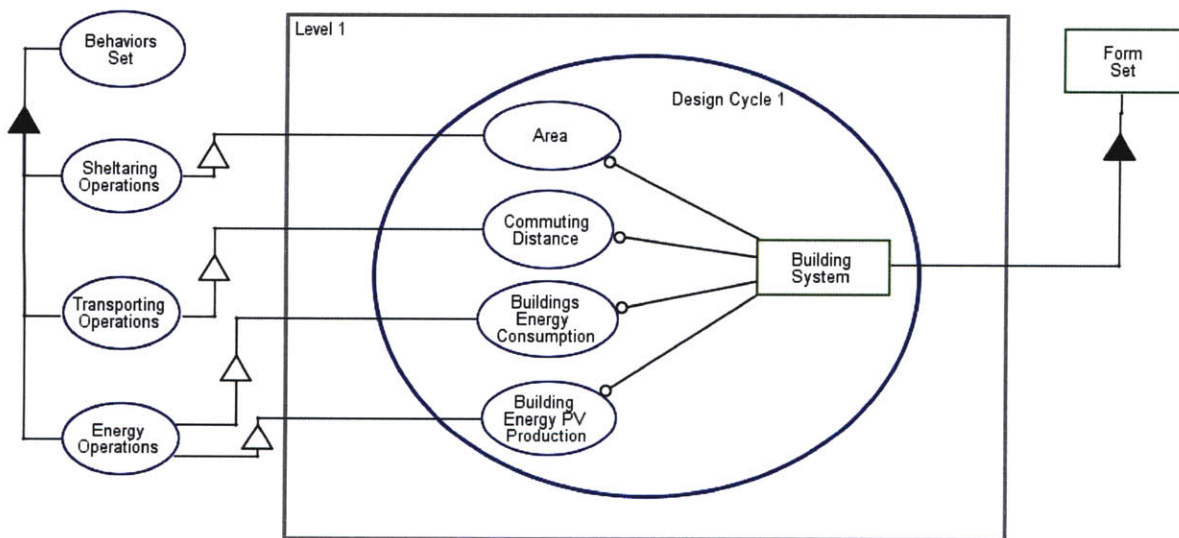 Level 1
Behaviors
Set
Form
Set
Design Cycle 1
Area
Sheltaring
Operations
Commuting
Distance
Building
System
Transporting
Operations
Buildings
Energy
Consumption
Building
Energy PV
Production
Energy
Operations